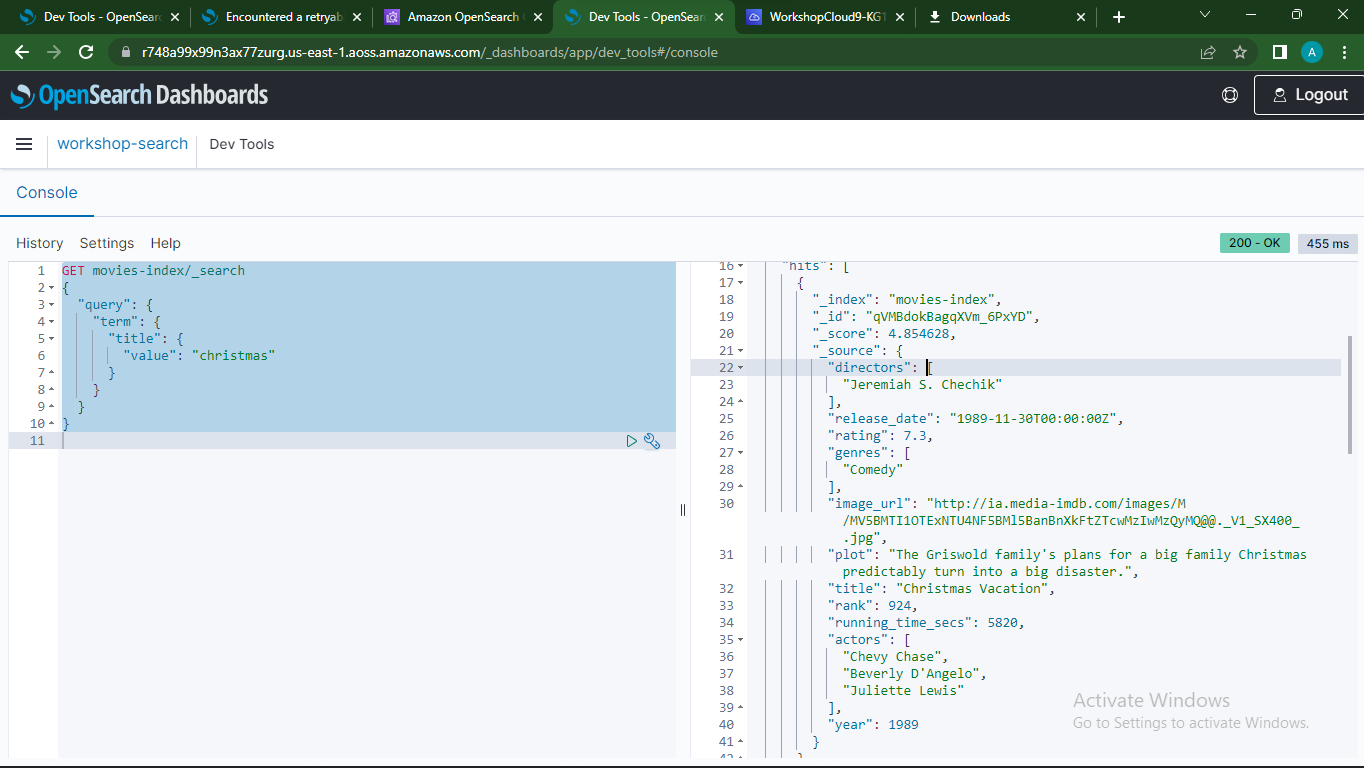 Dev Tools - OpenSear
Encountered a retryab
Amazon OpenSearch
Dev Tools - OpenSear
WorkshopCloud9-KG
Downloads
r748a99x99n3ax77zurg.us-east-1.aoss.amazonaws.com/_dashboards/app/dev_tools#/console
A
OpenSearch Dashboards
Logout
workshop-search
Dev Tools
Console
History Settings Help
200 - OK 455 ms
1 GET movies-index/_search
2 {
3 "query": {
4 "term": {
5 "title": {
6 "value": "christmas"
7 }
8 }
9 }
10 }
11
16 "hits": [
17 {
18 "_index": "movies-index",
19 "_id": "qVMBdokBagqXVm_6PxYD",
20 "_score": 4.854628,
21 "_source": {
22 "directors": [
23 "Jeremiah S. Chechik"
24 ],
25 "release_date": "1989-11-30T00:00:00Z",
26 "rating": 7.3,
27 "genres": [
28 "Comedy"
29 ],
30 "image_url": "http://ia.media-imdb.com/images/M
/MV5BMTI1OTExNTU4NF5BMl5BanBnXkFtZTcwMzIwMzQyMQ@@._V1_SX400_
.jpg",
31 "plot": "The Griswold family's plans for a big family Christmas
predictably turn into a big disaster.",
32 "title": "Christmas Vacation",
33 "rank": 924,
34 "running_time_secs": 5820,
35 "actors": [
36 "Chevy Chase",
37 "Beverly D'Angelo",
38 "Juliette Lewis"
39 ],
40 "year": 1989
41 }
42 }
Activate Windows
Go to Settings to activate Windows.